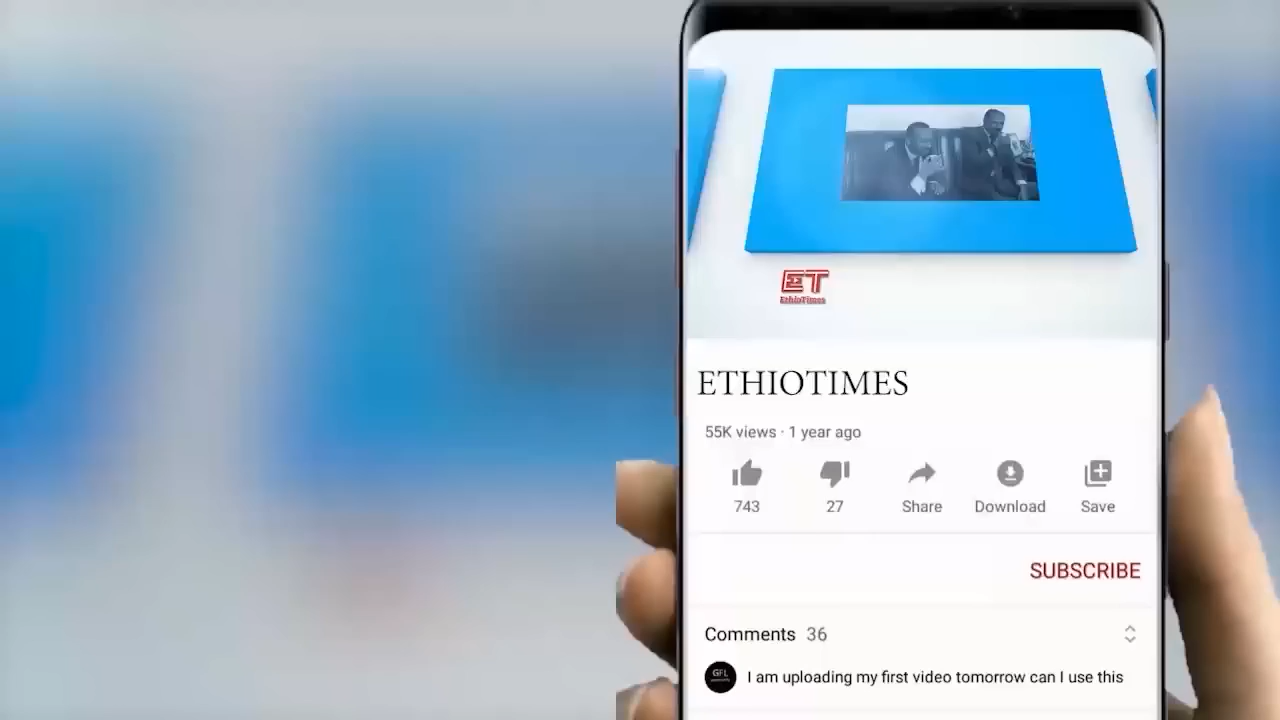 ET
EthioTimes
ETHIOTIMES
55K views · 1 year ago
743
27
Share
Download
Save
SUBSCRIBE
Comments 36
GFL
I am uploading my first video tomorrow can I use this